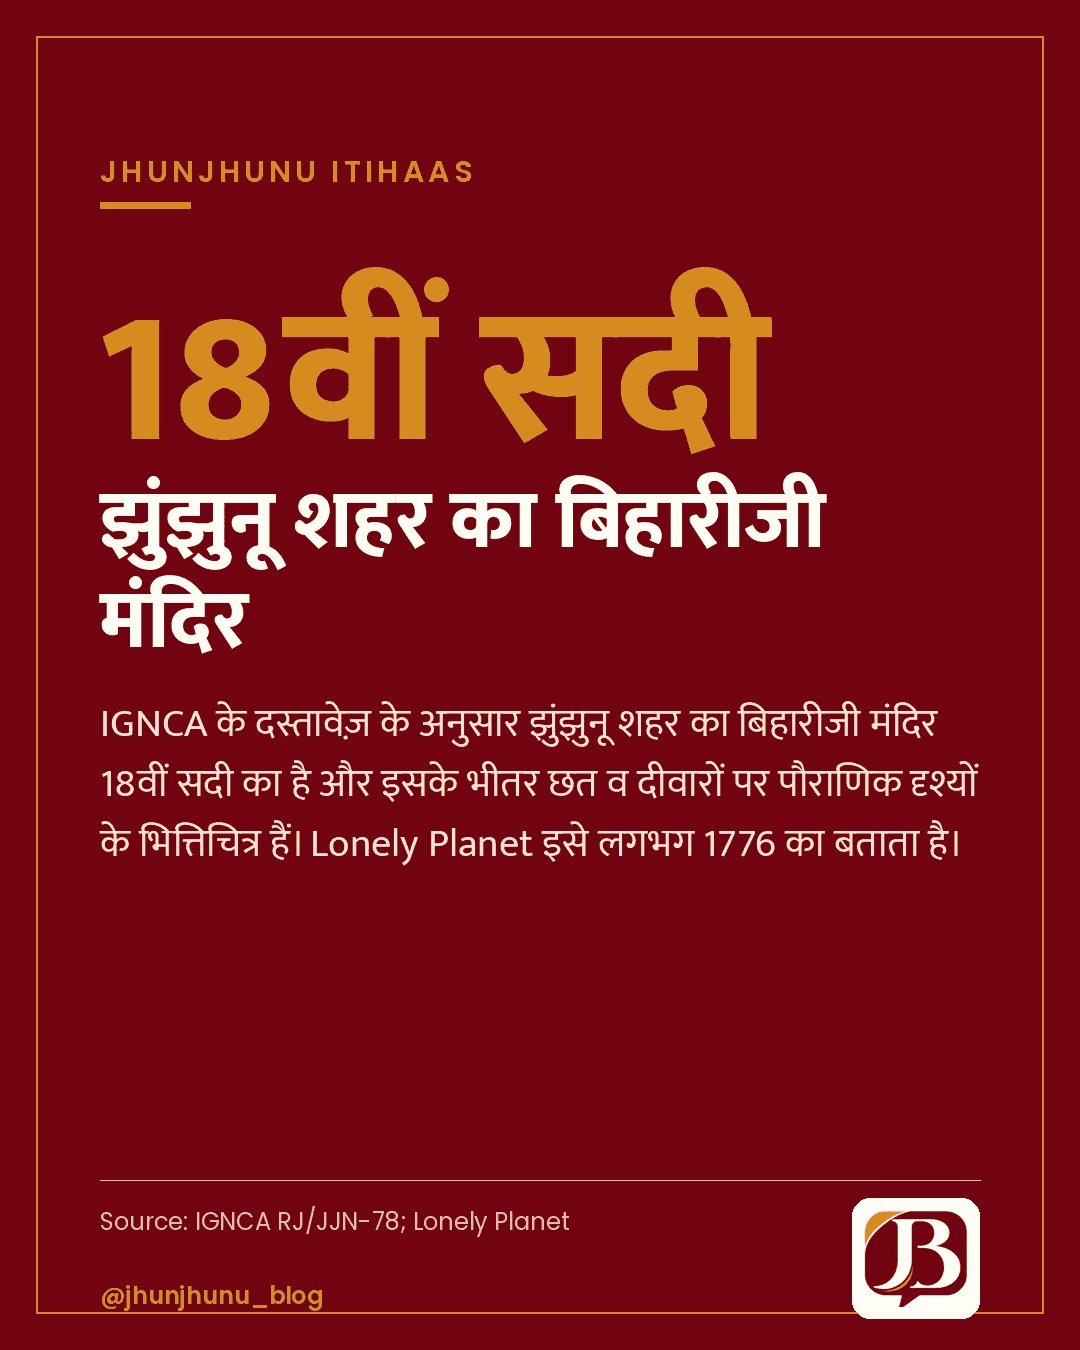 JHUNJHUNU ITIHAAS
18वीं सदी
झुंझुनू शहर का बिहारीजी
मंदिर
IGNCA के दस्तावेज़ के अनुसार झुंझुनू शहर का बिहारीजी मंदिर
18वीं सदी का है और इसके भीतर छत व दीवारों पर पौराणिक दृश्यों
के भित्तिचित्र हैं। Lonely Planet इसे लगभग 1776 का बताता है।
Source: IGNCA RJ/JJN-78; Lonely Planet
@jhunjhunu_blog
JB